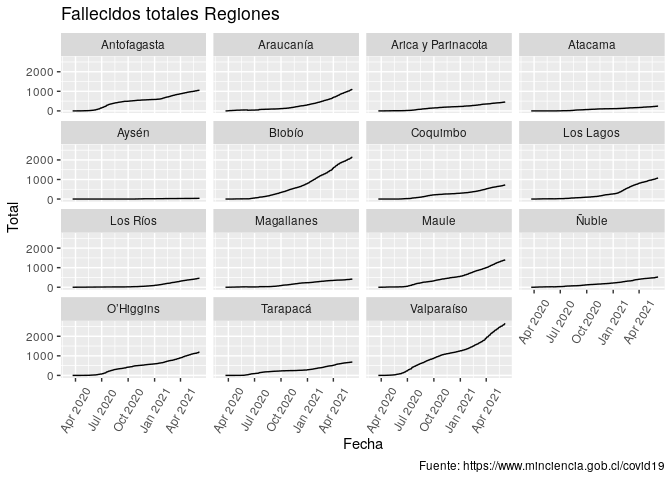 Fallecidos totales Regiones
Antofagasta
Araucanía
Arica y Parinacota
Atacama
2000
1000
0
Aysén
Biobío
Coquimbo
Los Lagos
2000
1000
0
Los Ríos
Magallanes
Maule
Ñuble
2000
1000
0
O'Higgins
Tarapacá
Valparaíso
2000
1000
0
Apr 2020
Jul 2020
Oct 2020
Jan 2021
Apr 2021
Apr 2020
Jul 2020
Oct 2020
Jan 2021
Apr 2021
Apr 2020
Jul 2020
Oct 2020
Jan 2021
Apr 2021
Apr 2020
Jul 2020
Oct 2020
Jan 2021
Apr 2021
Total
Fecha
Fuente: https://www.minciencia.gob.cl/covid19